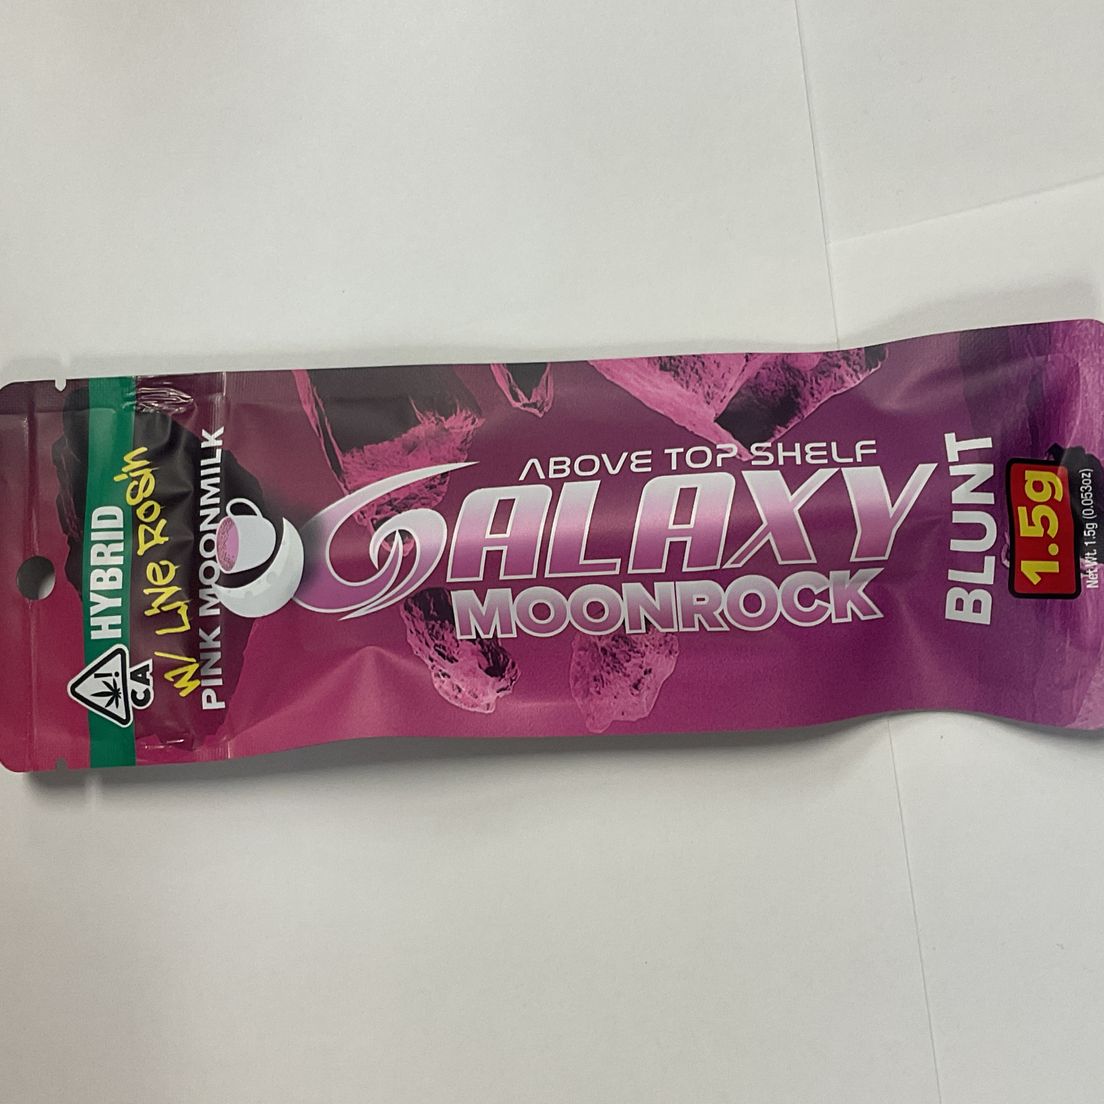 HYBRID
CA
W/ Live Rosin
PINK MOONMILK
ABOVE TOP SHELF
GALAXY
MOONROCK
BLUNT
1.5g
Net Wt. 1.5g (0.053oz)